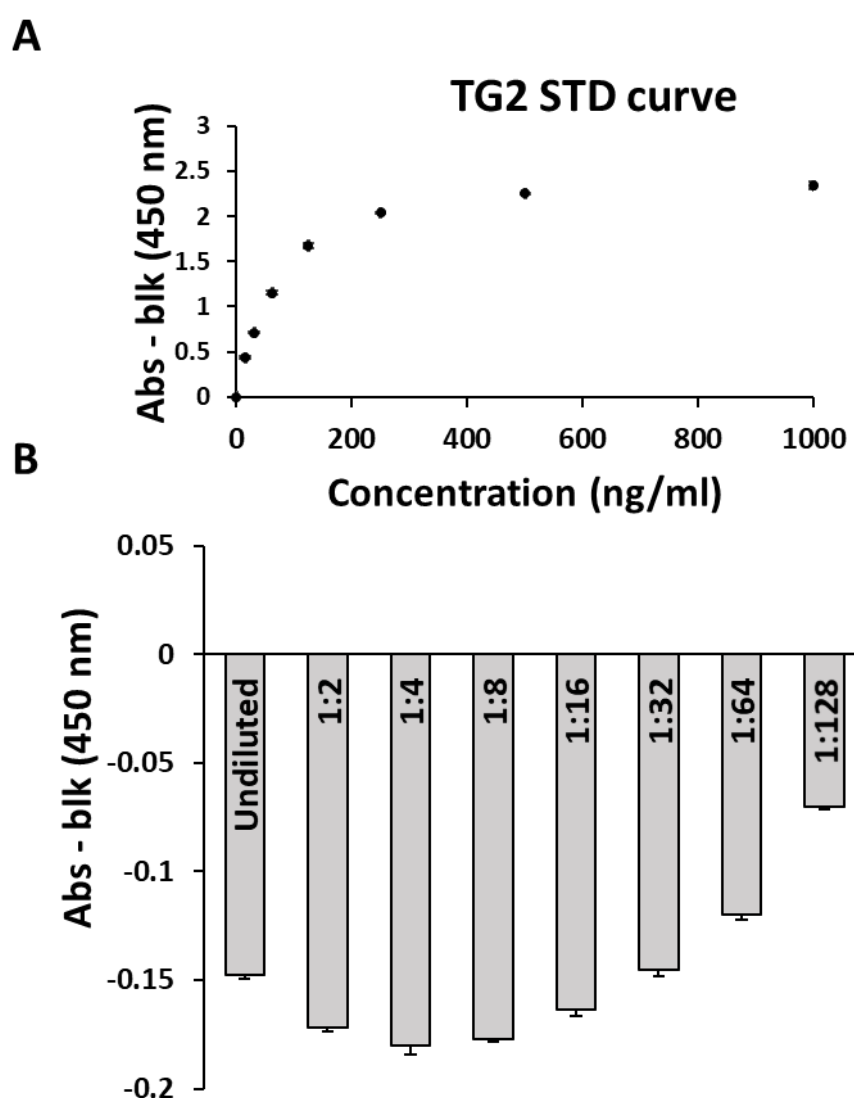 A
TG2 STD curve
Abs - blk (450 nm)
3
2.5
2
1.5
1
0.5
0
0 200 400 600 800 1000
Concentration (ng/ml)
B
Abs - blk (450 nm)
0.05
0
-0.05
-0.1
-0.15
-0.2
Undiluted
1:2
1:4
1:8
1:16
1:32
1:64
1:128